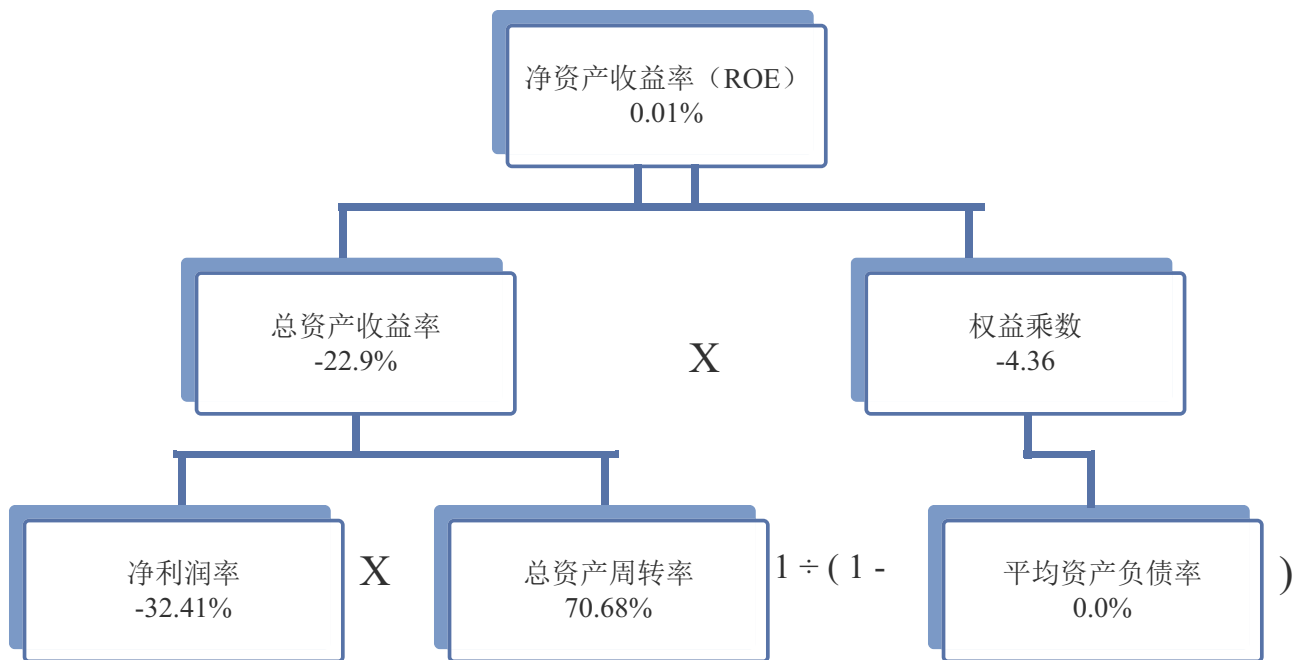 净资产收益率（ROE）
0.01%
总资产收益率
-22.9%
X
权益乘数
-4.36
净利润率
-32.41%
X
总资产周转率
70.68%
1 ÷ ( 1 -
平均资产负债率
0.0%
)